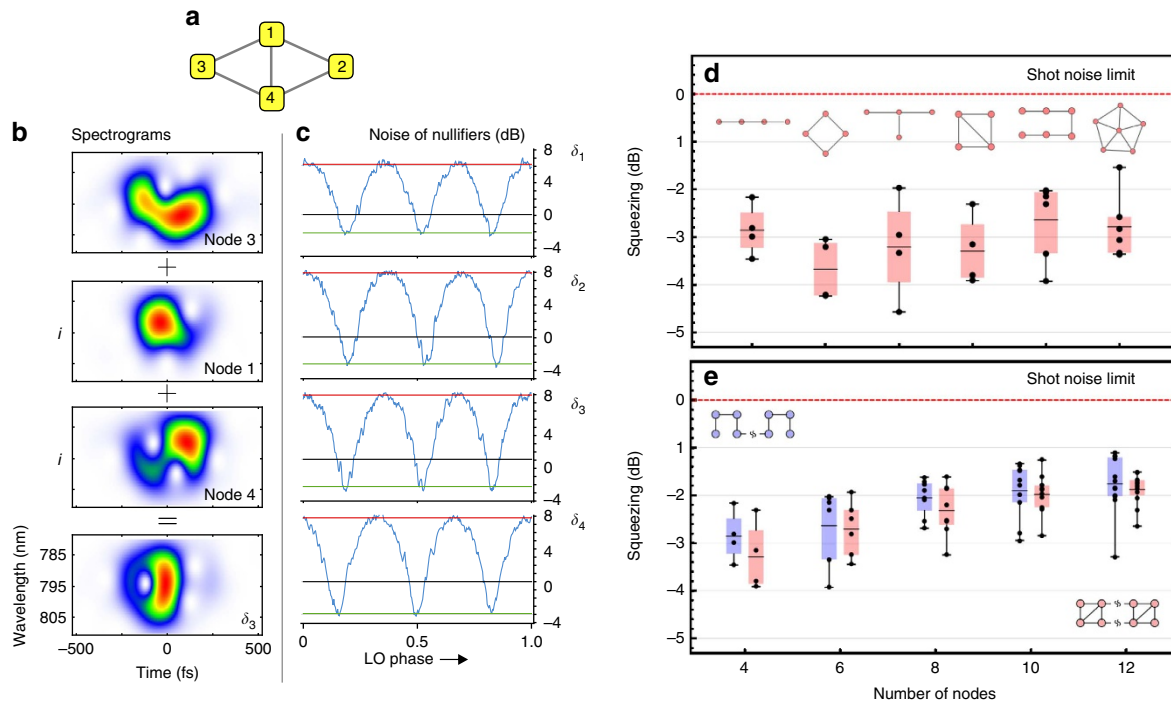 a
1
3
2
4
b
Spectrograms
Node 3
+
i
Node 1
+
i
Node 4
=
Wavelength (nm)
785
795
805
δ3
−500
0
500
Time (fs)
c
Noise of nullifiers (dB)
8
δ1
4
0
−4
8
δ2
4
0
−4
8
δ3
4
0
−4
8
δ4
4
0
−4
0
0.5
1.0
LO phase
d
Shot noise limit
0
1
−2
−3
−4
−5
Squeezing (dB)
e
Shot noise limit
0
1
−2
−3
−4
−5
Squeezing (dB)
4
6
8
10
12
Number of nodes